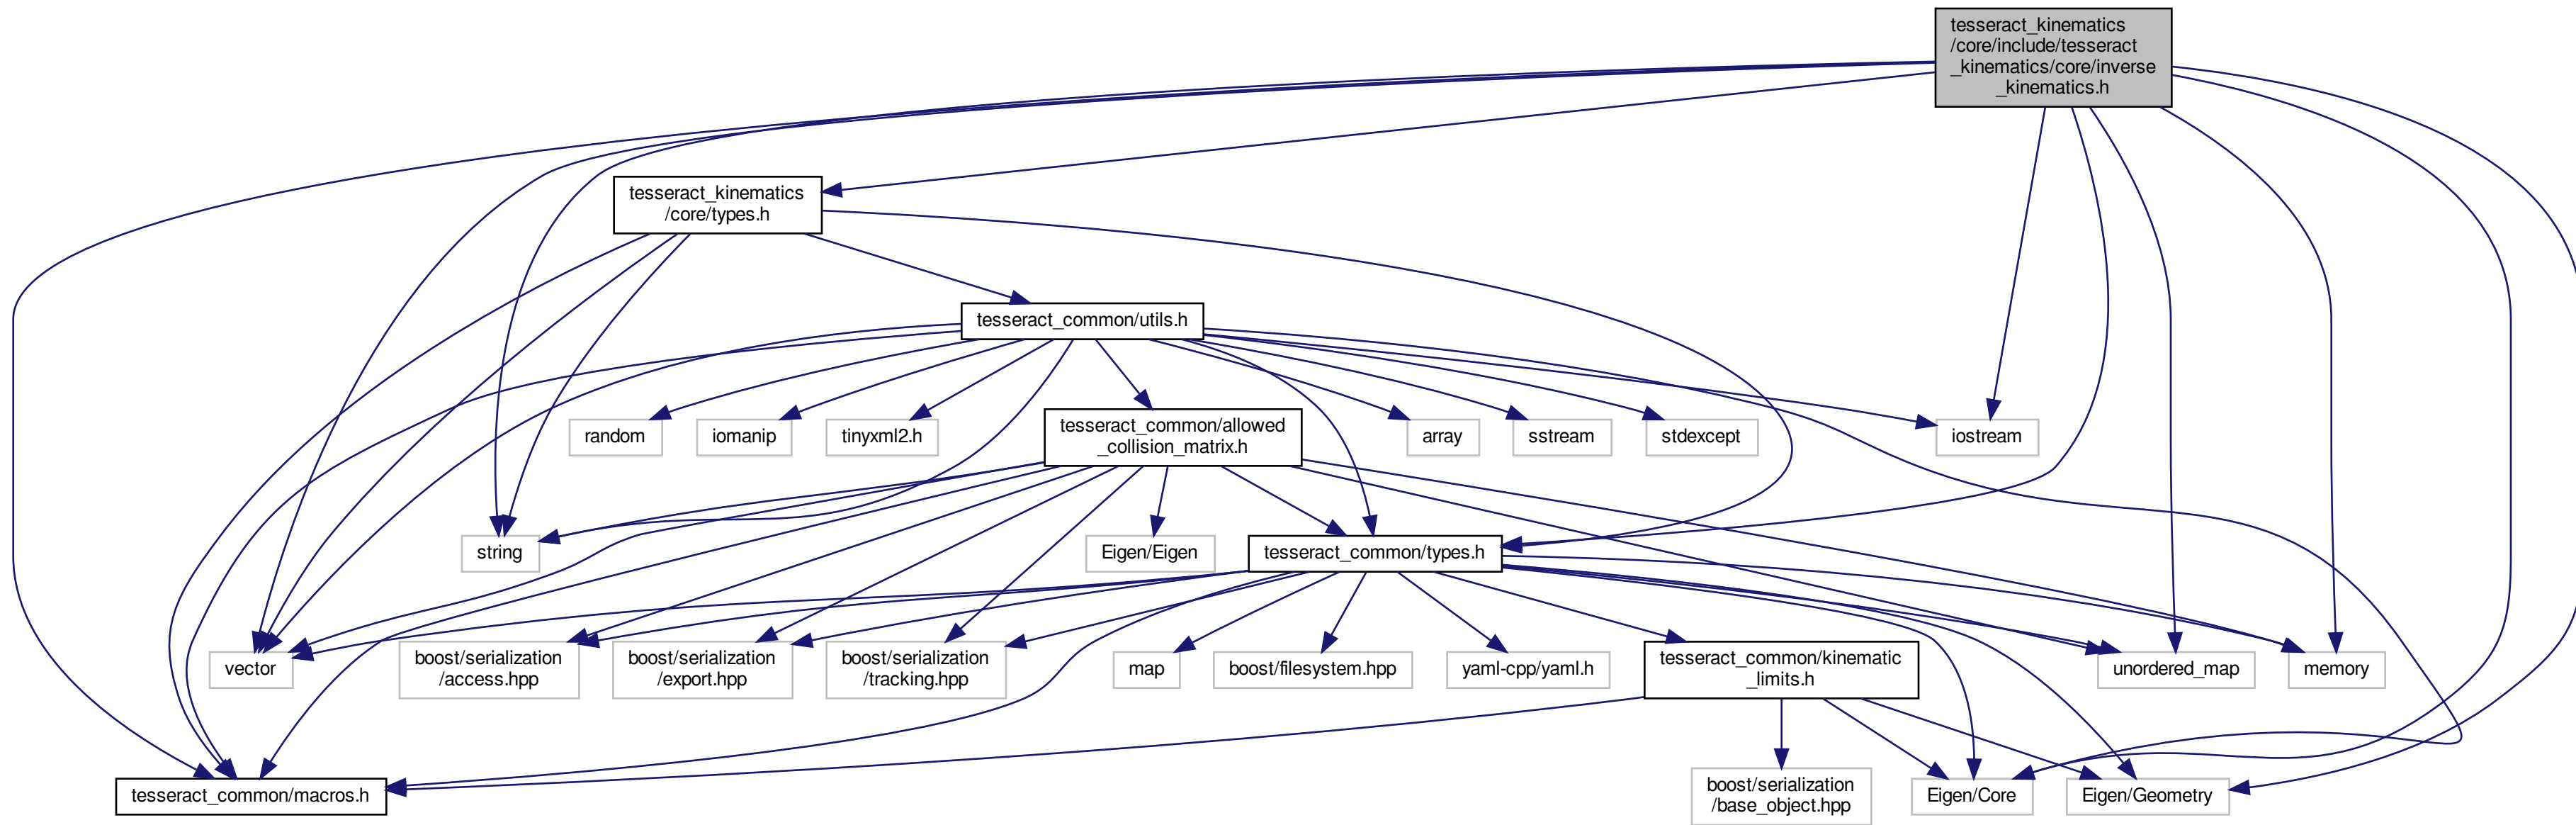 tesseract_kinematics
/core/include/tesseract
_kinematics/core/inverse
_kinematics.h
tesseract_kinematics
/core/types.h
tesseract_common/utils.h
random
iomanip
tinyxml2.h
tesseract_common/allowed
_collision_matrix.h
array
sstream
stdexcept
iostream
string
Eigen/Eigen
tesseract_common/types.h
vector
boost/serialization
/access.hpp
boost/serialization
/export.hpp
boost/serialization
/tracking.hpp
map
boost/filesystem.hpp
yaml-cpp/yaml.h
tesseract_common/kinematic
_limits.h
unordered_map
memory
tesseract_common/macros.h
boost/serialization
/base_object.hpp
Eigen/Core
Eigen/Geometry